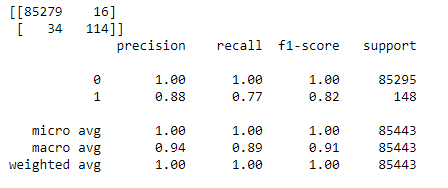 [[85279    16]
 [   34   114]]
              precision    recall  f1-score   support

           0       1.00      1.00      1.00     85295
           1       0.88      0.77      0.82       148

   micro avg       1.00      1.00      1.00     85443
   macro avg       0.94      0.89      0.91     85443
weighted avg       1.00      1.00      1.00     85443